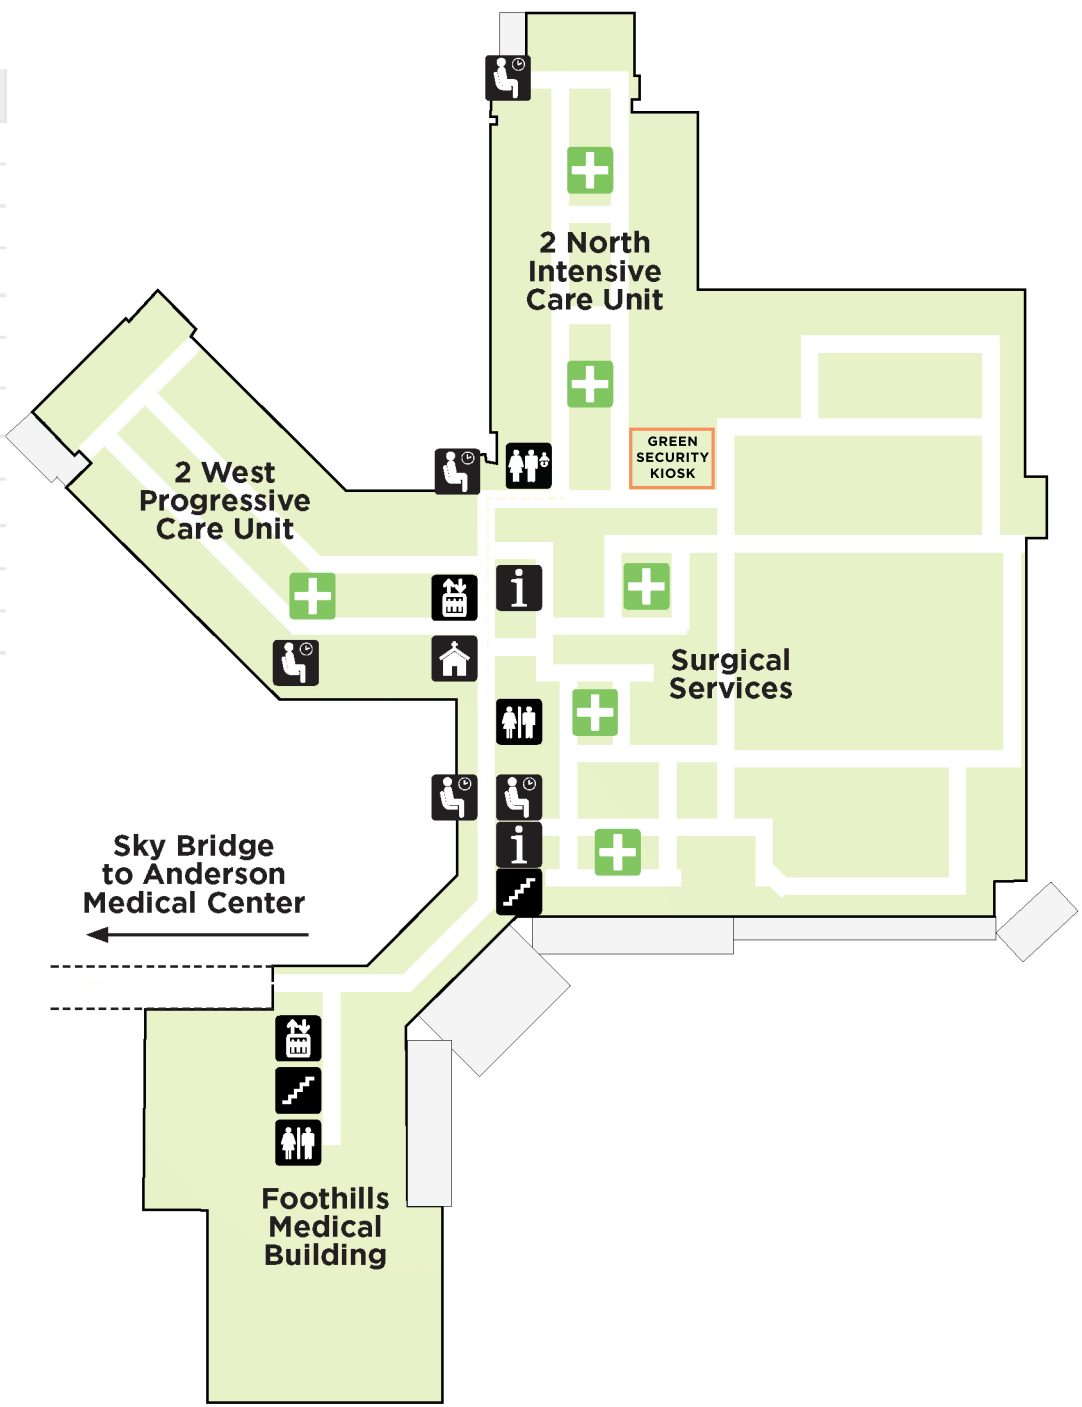 2 North
Intensive
Care Unit
GREEN
SECURITY
KIOSK
2 West
Progressive
Care Unit
i
Surgical
Services
i
Sky Bridge
to Anderson
Medical Center
Foothills
Medical
Building